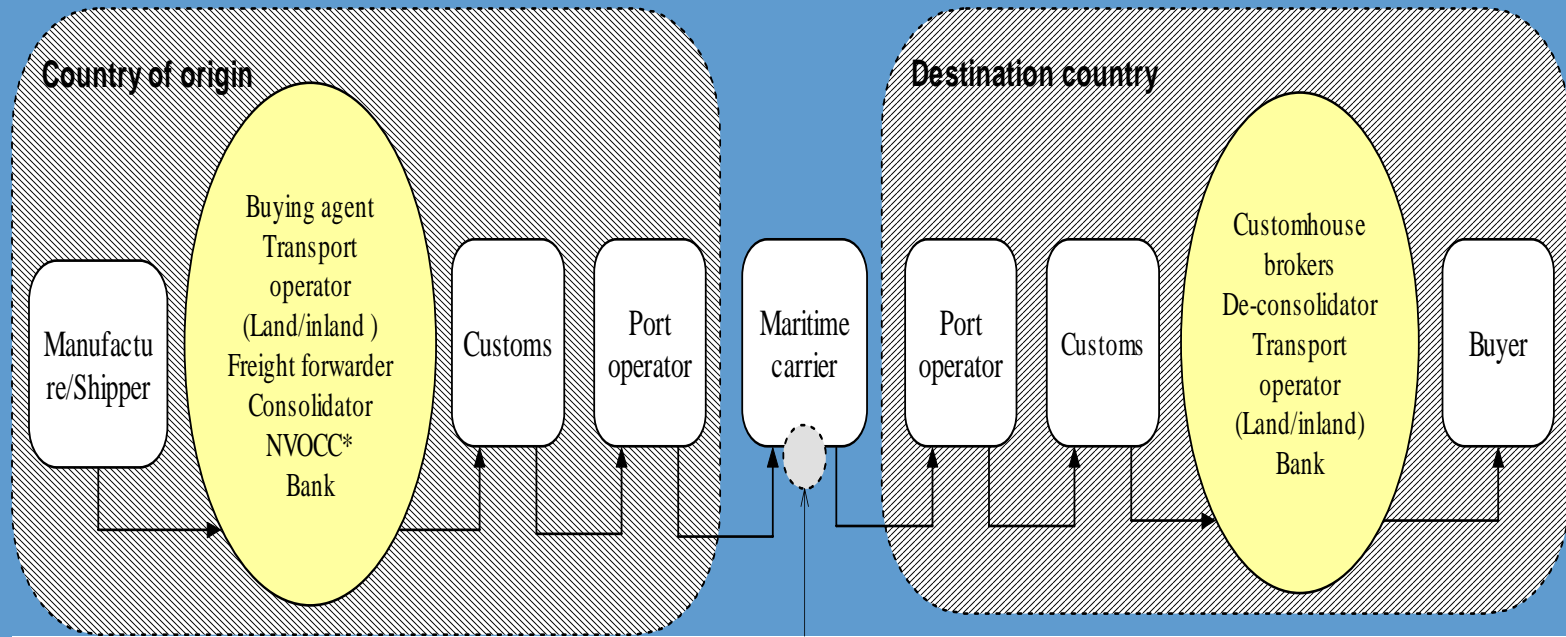 Country of origin
Destination country
Manufactu
re/Shipper
Buying agent
Transport
operator
(Land/inland )
Freight forwarder
Consolidator
NVOCC*
Bank
Customs
Port
operator
Maritime
carrier
Port
operator
Customs
Customhouse
brokers
De-consolidator
Transport
operator
(Land/inland)
Bank
Buyer